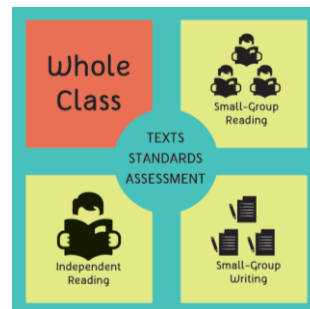 Whole
Class
Small-Group
Reading
TEXTS
STANDARDS
ASSESSMENT
Independent
Reading
Small-Group
Writing